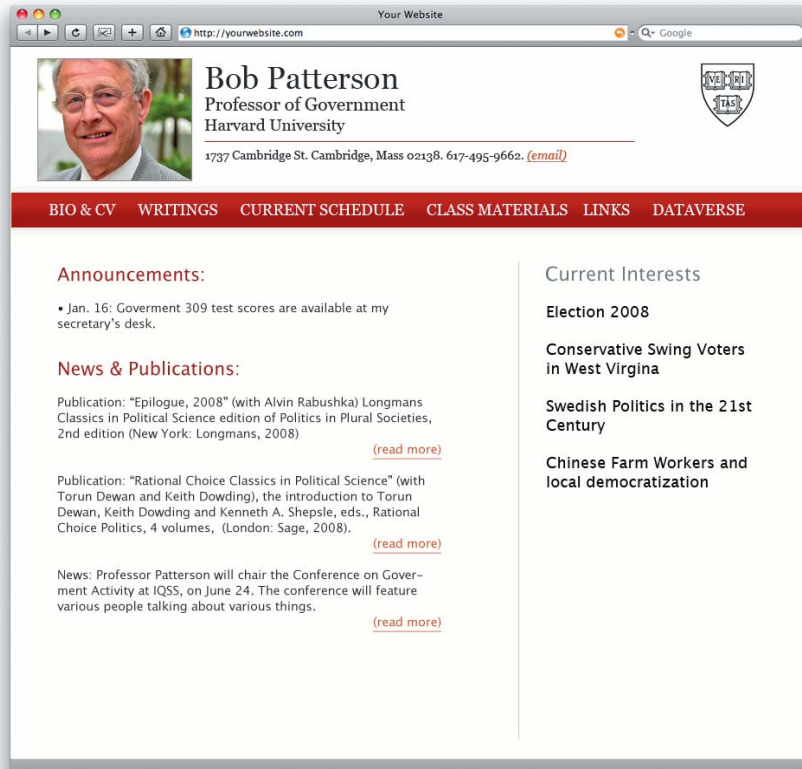 Your Website
http://yourwebsite.com
Google
Bob Patterson
Professor of Government
Harvard University
1737 Cambridge St. Cambridge, Mass 02138. 617-495-9662. (email)
VE RI
TAS
BIO & CV WRITINGS CURRENT SCHEDULE CLASS MATERIALS LINKS DATAVERSE
Announcements:
• Jan. 16: Goverment 309 test scores are available at my
secretary's desk.
News & Publications:
Publication: “Epilogue, 2008” (with Alvin Rabushka) Longmans
Classics in Political Science edition of Politics in Plural Societies,
2nd edition (New York: Longmans, 2008)
(read more)
Publication: “Rational Choice Classics in Political Science” (with
Torun Dewan and Keith Dowding), the introduction to Torun
Dewan, Keith Dowding and Kenneth A. Shepsle, eds., Rational
Choice Politics, 4 volumes, (London: Sage, 2008).
(read more)
News: Professor Patterson will chair the Conference on Gover-
ment Activity at IQSS, on June 24. The conference will feature
various people talking about various things.
(read more)
Current Interests
Election 2008
Conservative Swing Voters
in West Virgina
Swedish Politics in the 21st
Century
Chinese Farm Workers and
local democratization